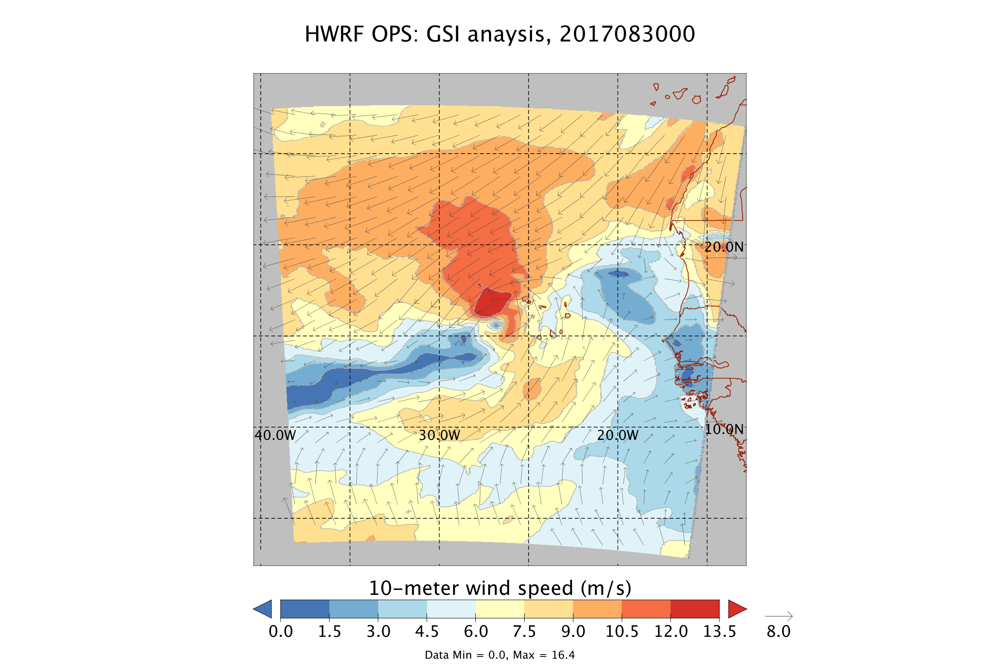 HWRF OPS: GSI anaysis, 2017083000
20.0N
10.0N
40.0W 30.0W 20.0W
10-meter wind speed (m/s)
0.0 1.5 3.0 4.5 6.0 7.5 9.0 10.5 12.0 13.5 8.0
Data Min = 0.0, Max = 16.4